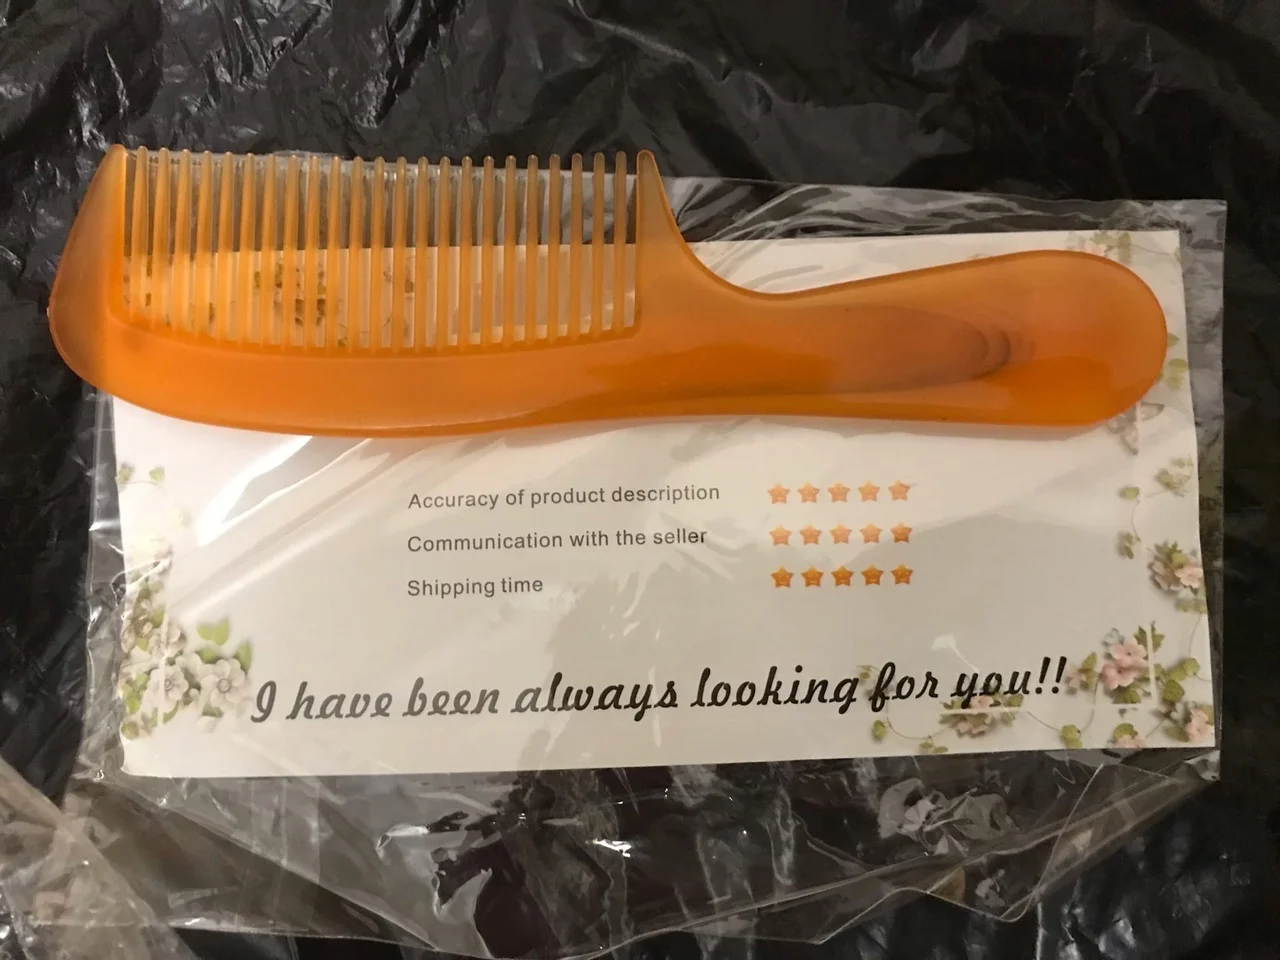 Accuracy of product description
Communication with the seller
Shipping time
I have been always looking for you!!